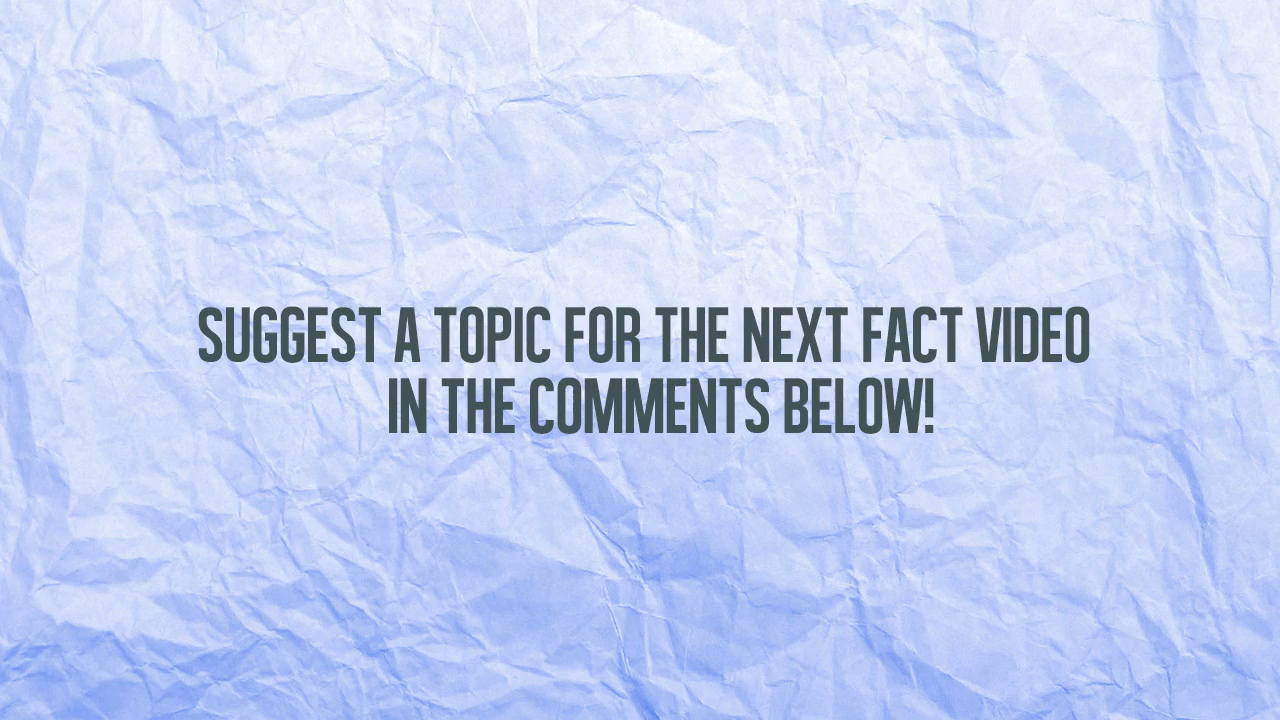 SUGGEST A TOPIC FOR THE NEXT FACT VIDEO
IN THE COMMENTS BELOW!